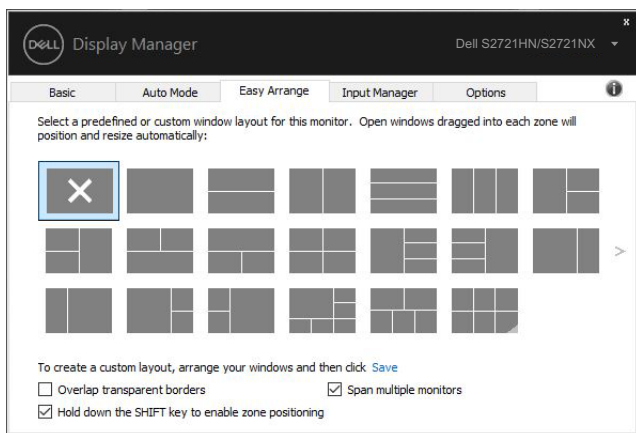 x
DELL Display Manager Dell S2721HN/S2721NX
Basic Auto Mode Easy Arrange Input Manager Options
Select a predefined or custom window layout for this monitor. Open windows dragged into each zone will
position and resize automatically:
To create a custom layout, arrange your windows and then click Save
Overlap transparent borders Span multiple monitors
Hold down the SHIFT key to enable zone positioning